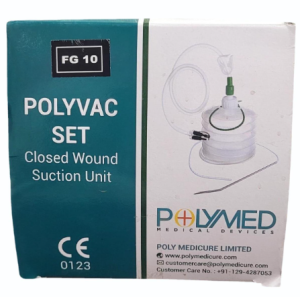 FG 10
POLYVAC
SET
Closed Wound
Suction Unit
CE
0123
POLYMED
MEDICAL DEVICES
POLY MEDICURE LIMITED
www.polymedicure.com
customercare@polymedicure.com
Customer Care No. : +91-129-4287053